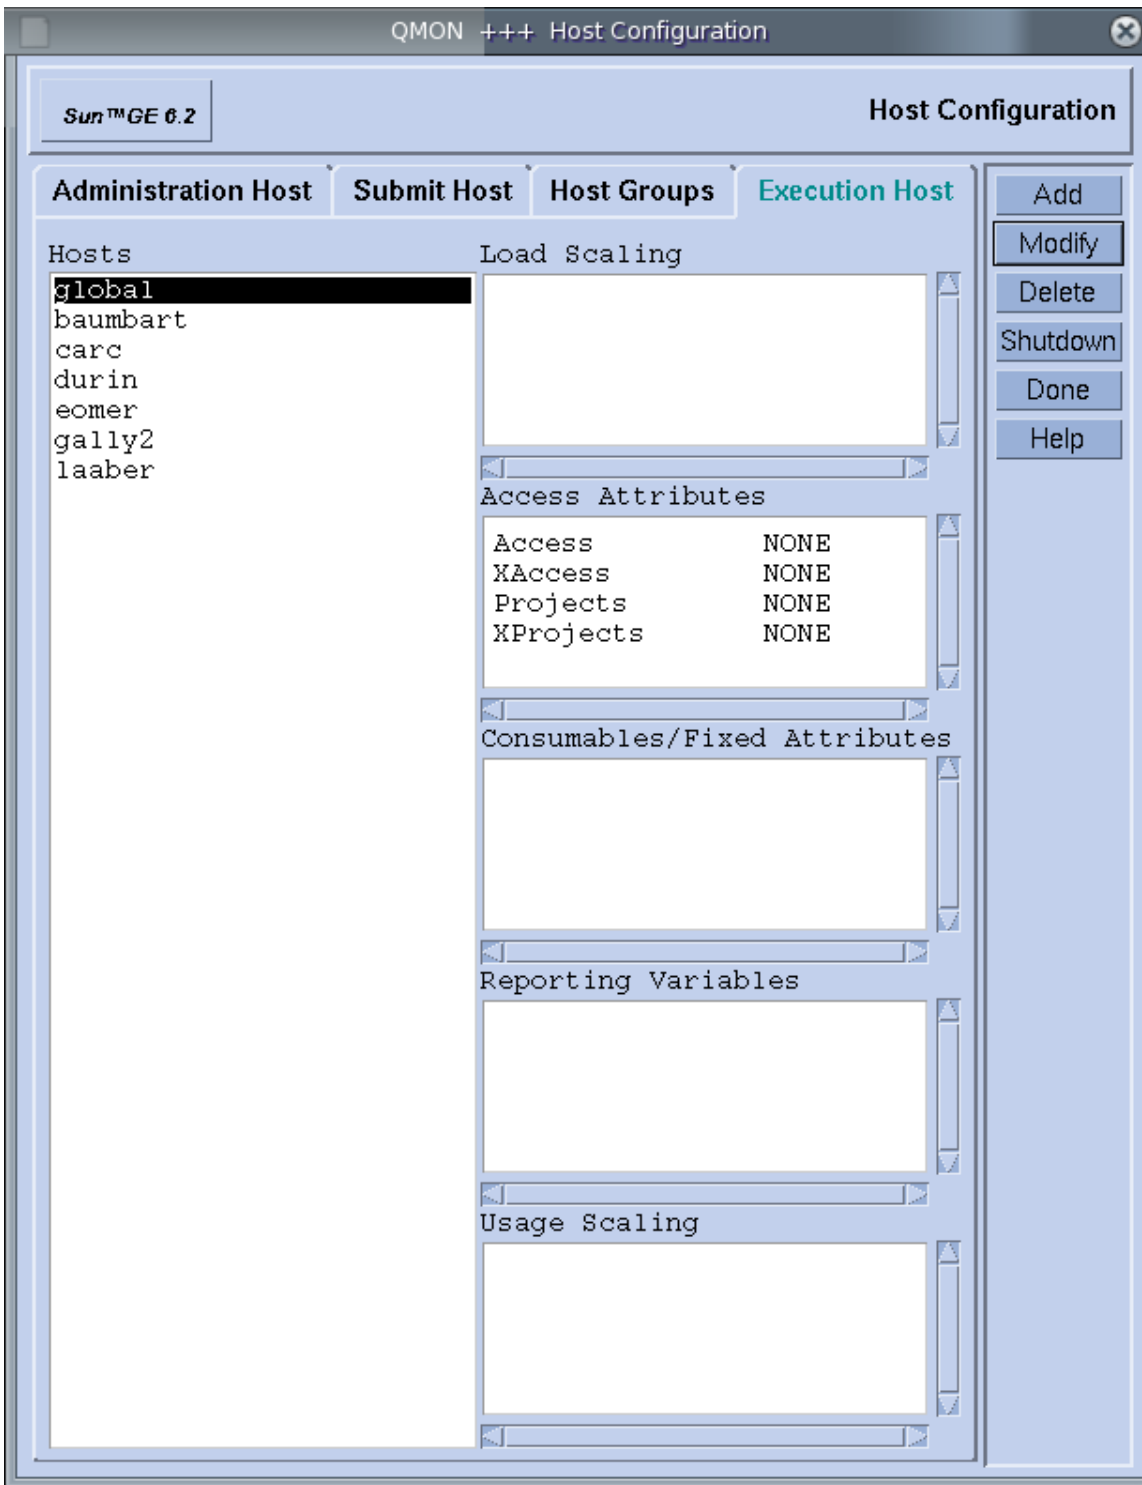 QMON +++ Host Configuration
Sun™GE 6.2
Host Configuration
Administration Host
Submit Host
Host Groups
Execution Host
Hosts
global
baumbart
carc
durin
eomer
gally2
laaber
Load Scaling
Access Attributes
Access NONE
XAccess NONE
Projects NONE
XProjects NONE
Consumables/Fixed Attributes
Reporting Variables
Usage Scaling
Add
Modify
Delete
Shutdown
Done
Help